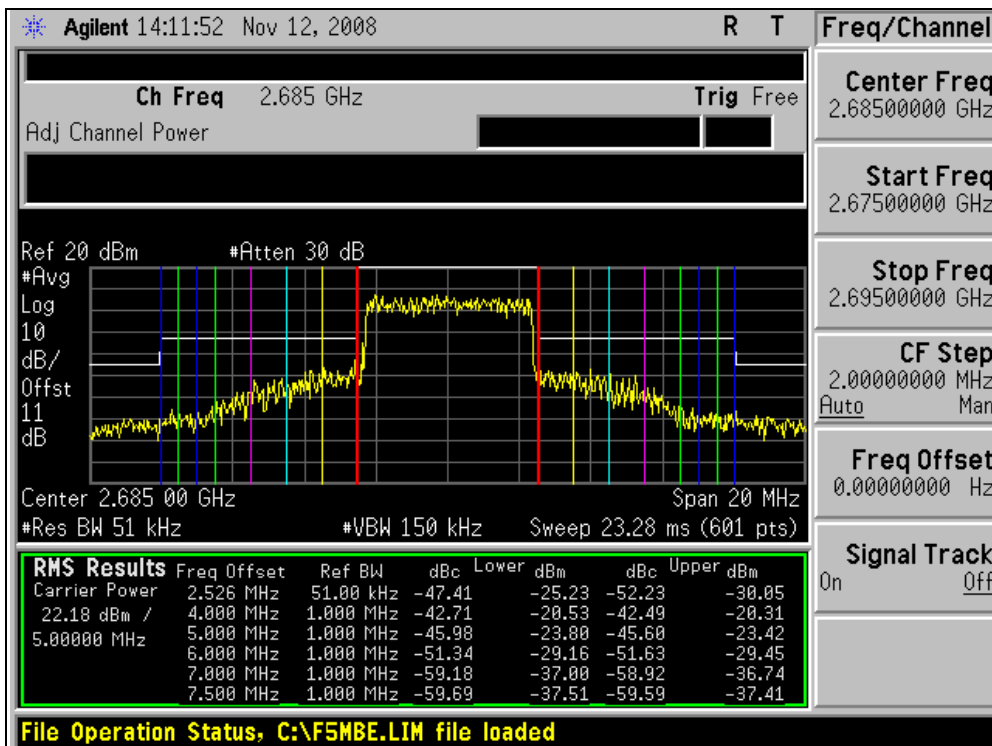 Agilent 14:11:52 Nov 12, 2008 R T
Freq/Channel
Ch Freq 2.685 GHz Trig Free
Adj Channel Power
Center Freq
2.68500000 GHz
Start Freq
2.67500000 GHz
Stop Freq
2.69500000 GHz
CF Step
2.00000000 MHz
Auto Man
Freq Offset
0.00000000 Hz
Signal Track
On Off
Ref 20 dBm #Atten 30 dB
#Avg
Log
10
dB/
Offst
11
dB
Center 2.685 00 GHz Span 20 MHz
#Res BW 51 kHz #VBW 150 kHz Sweep 23.28 ms (601 pts)
RMS Results Freq Offset Ref BW dBc Lower dBm dBc Upper dBm
Carrier Power 2.526 MHz 51.00 kHz -47.41 -25.23 -52.23 -30.05
22.18 dBm / 4.000 MHz 1.000 MHz -42.71 -20.53 -42.49 -20.31
5.00000 MHz 5.000 MHz 1.000 MHz -45.98 -23.80 -45.60 -23.42
6.000 MHz 1.000 MHz -51.34 -29.16 -51.63 -29.45
7.000 MHz 1.000 MHz -59.18 -37.00 -58.92 -36.74
7.500 MHz 1.000 MHz -59.69 -37.51 -59.59 -37.41
File Operation Status, C:\F5MBE.LIM file loaded